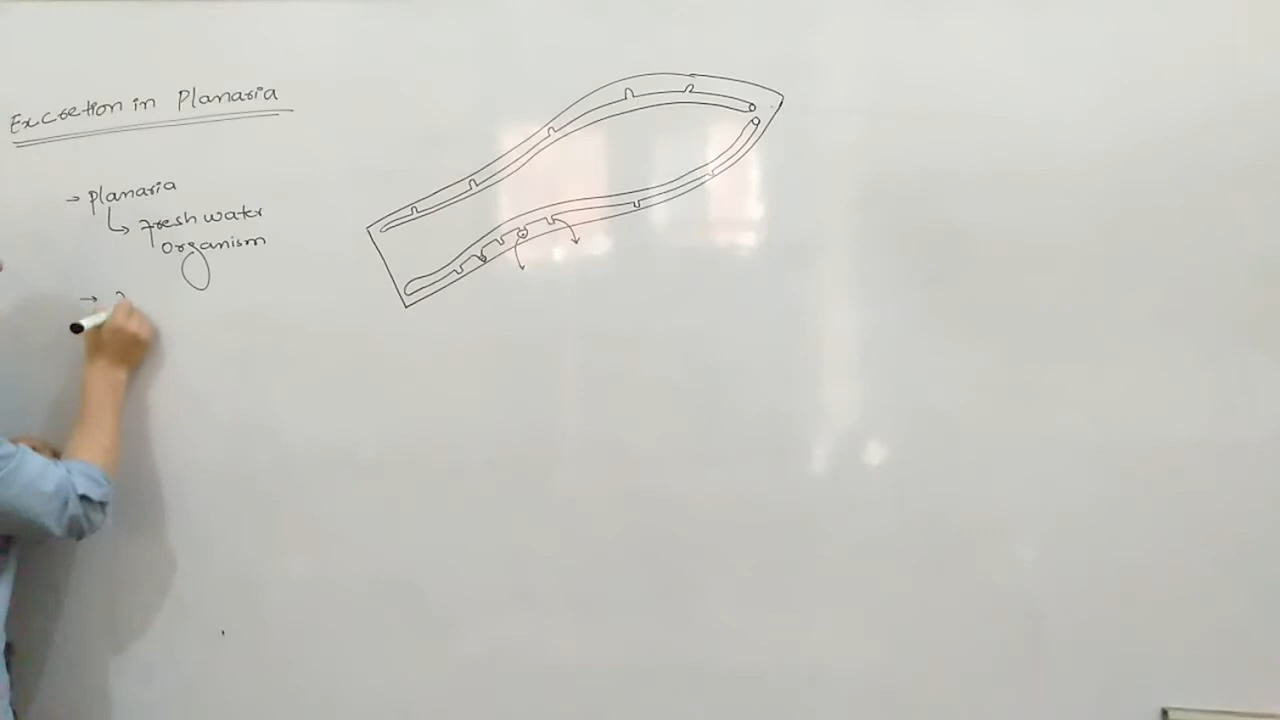 Excretion in Planaria
→ planaria
↳ fresh water
organism
→